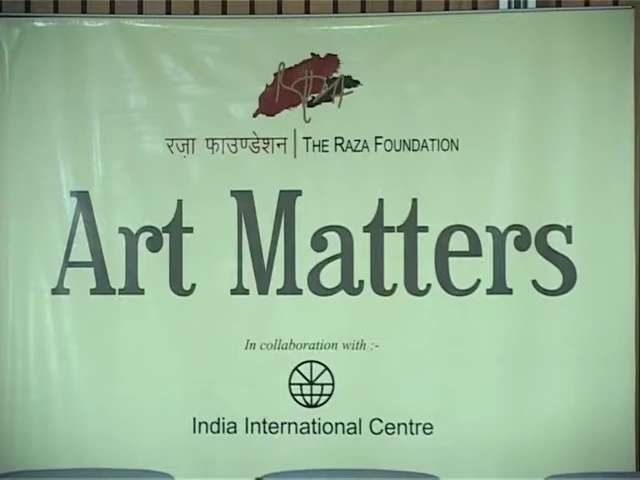 रज़ा फाउण्डेशन | THE RAZA FOUNDATION
Art Matters
In collaboration with :-
India International Centre